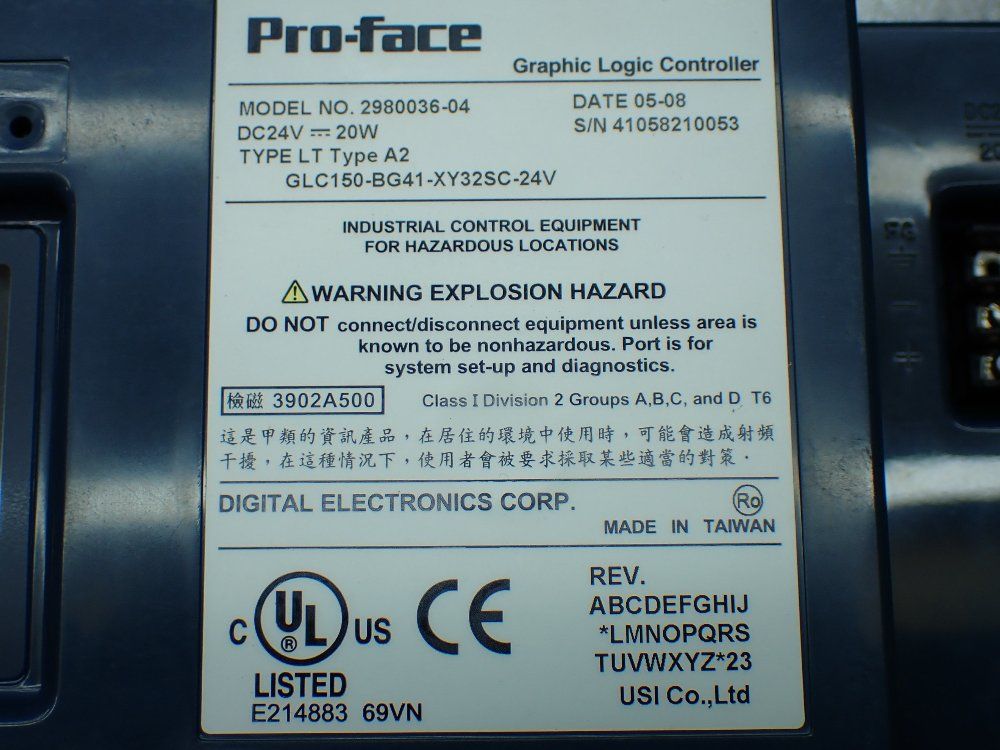 Pro-face
Graphic Logic Controller
MODEL NO. 2980036-04
DATE 05-08
DC24V ⎓ 20W
S/N 41058210053
TYPE LT Type A2
GLC150-BG41-XY32SC-24V
INDUSTRIAL CONTROL EQUIPMENT
FOR HAZARDOUS LOCATIONS
⚠WARNING EXPLOSION HAZARD
DO NOT connect/disconnect equipment unless area is
known to be nonhazardous. Port is for
system set-up and diagnostics.
檢磁 3902A500
Class I Division 2 Groups A,B,C, and D T6
這是甲類的資訊產品，在居住的環境中使用時，可能會造成射頻
干擾，在這種情況下，使用者會被要求採取某些適當的對策．
DIGITAL ELECTRONICS CORP.
Ro
MADE IN TAIWAN
C UL ® US
CE
LISTED
E214883 69VN
REV.
ABCDEFGHIJ
*LMNOPQRS
TUVWXYZ*23
USI Co.,Ltd
FG
−
+